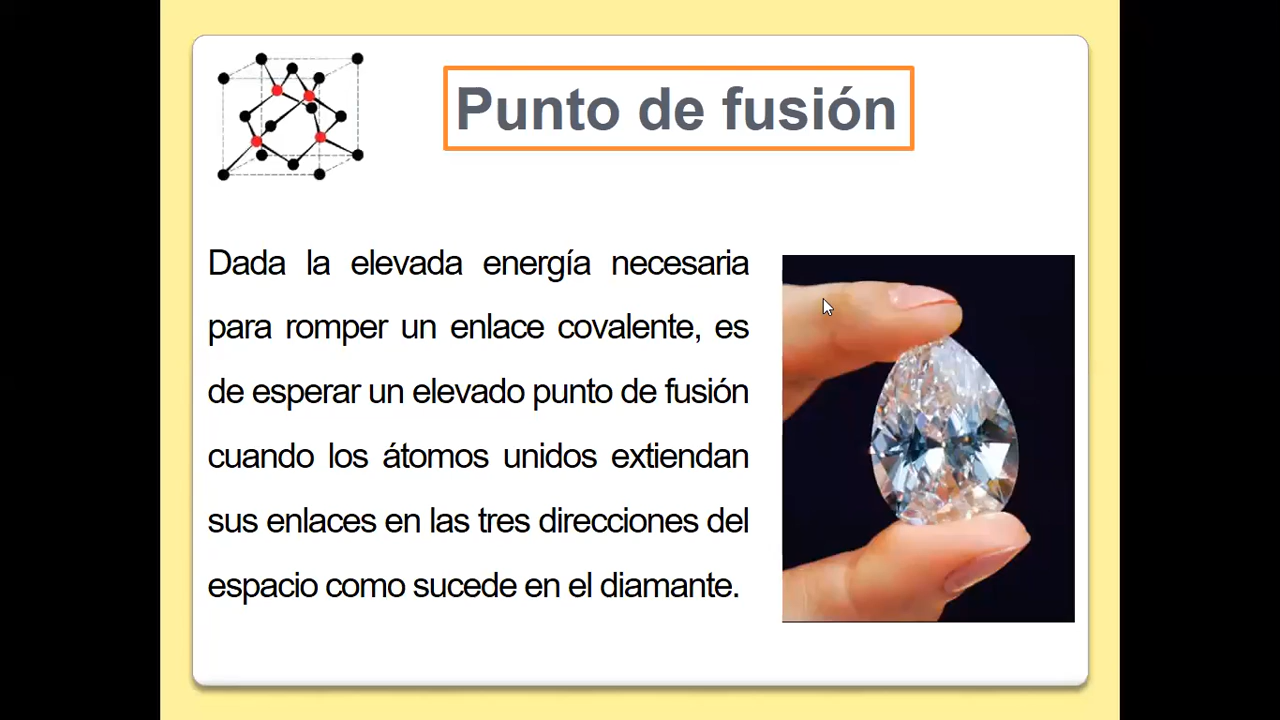 Punto de fusión
Dada la elevada energía necesaria
para romper un enlace covalente, es
de esperar un elevado punto de fusión
cuando los átomos unidos extiendan
sus enlaces en las tres direcciones del
espacio como sucede en el diamante.